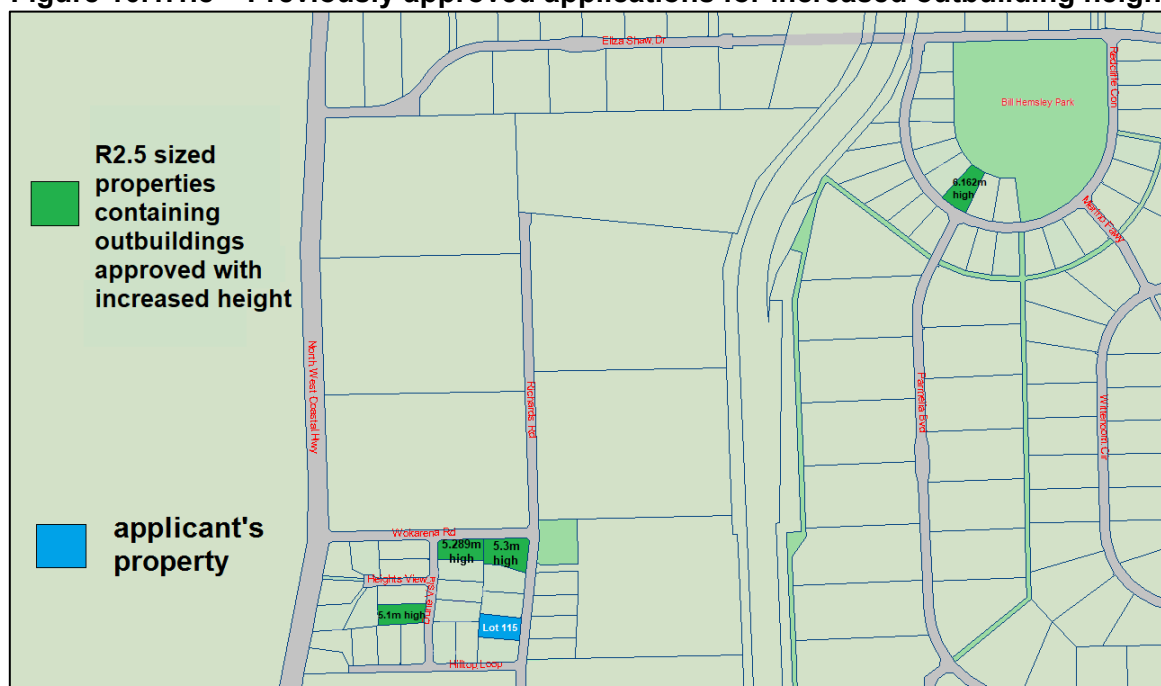 Figure 10.1.1.3 – Previously approved applications for increased outbuilding height
Eliza Shaw Dr
Redcliffe Con
Bill Hemsley Park
R2.5 sized
properties
containing
outbuildings
approved with
increased height
6.162m
high
Parmelia Bvd
North West Coastal Hwy
Richards Rd
applicant's
property
Wokarena Rd
5.289m
high
5.3m
high
Heights View
5.1m high
Lot 115
Hilltop Loop